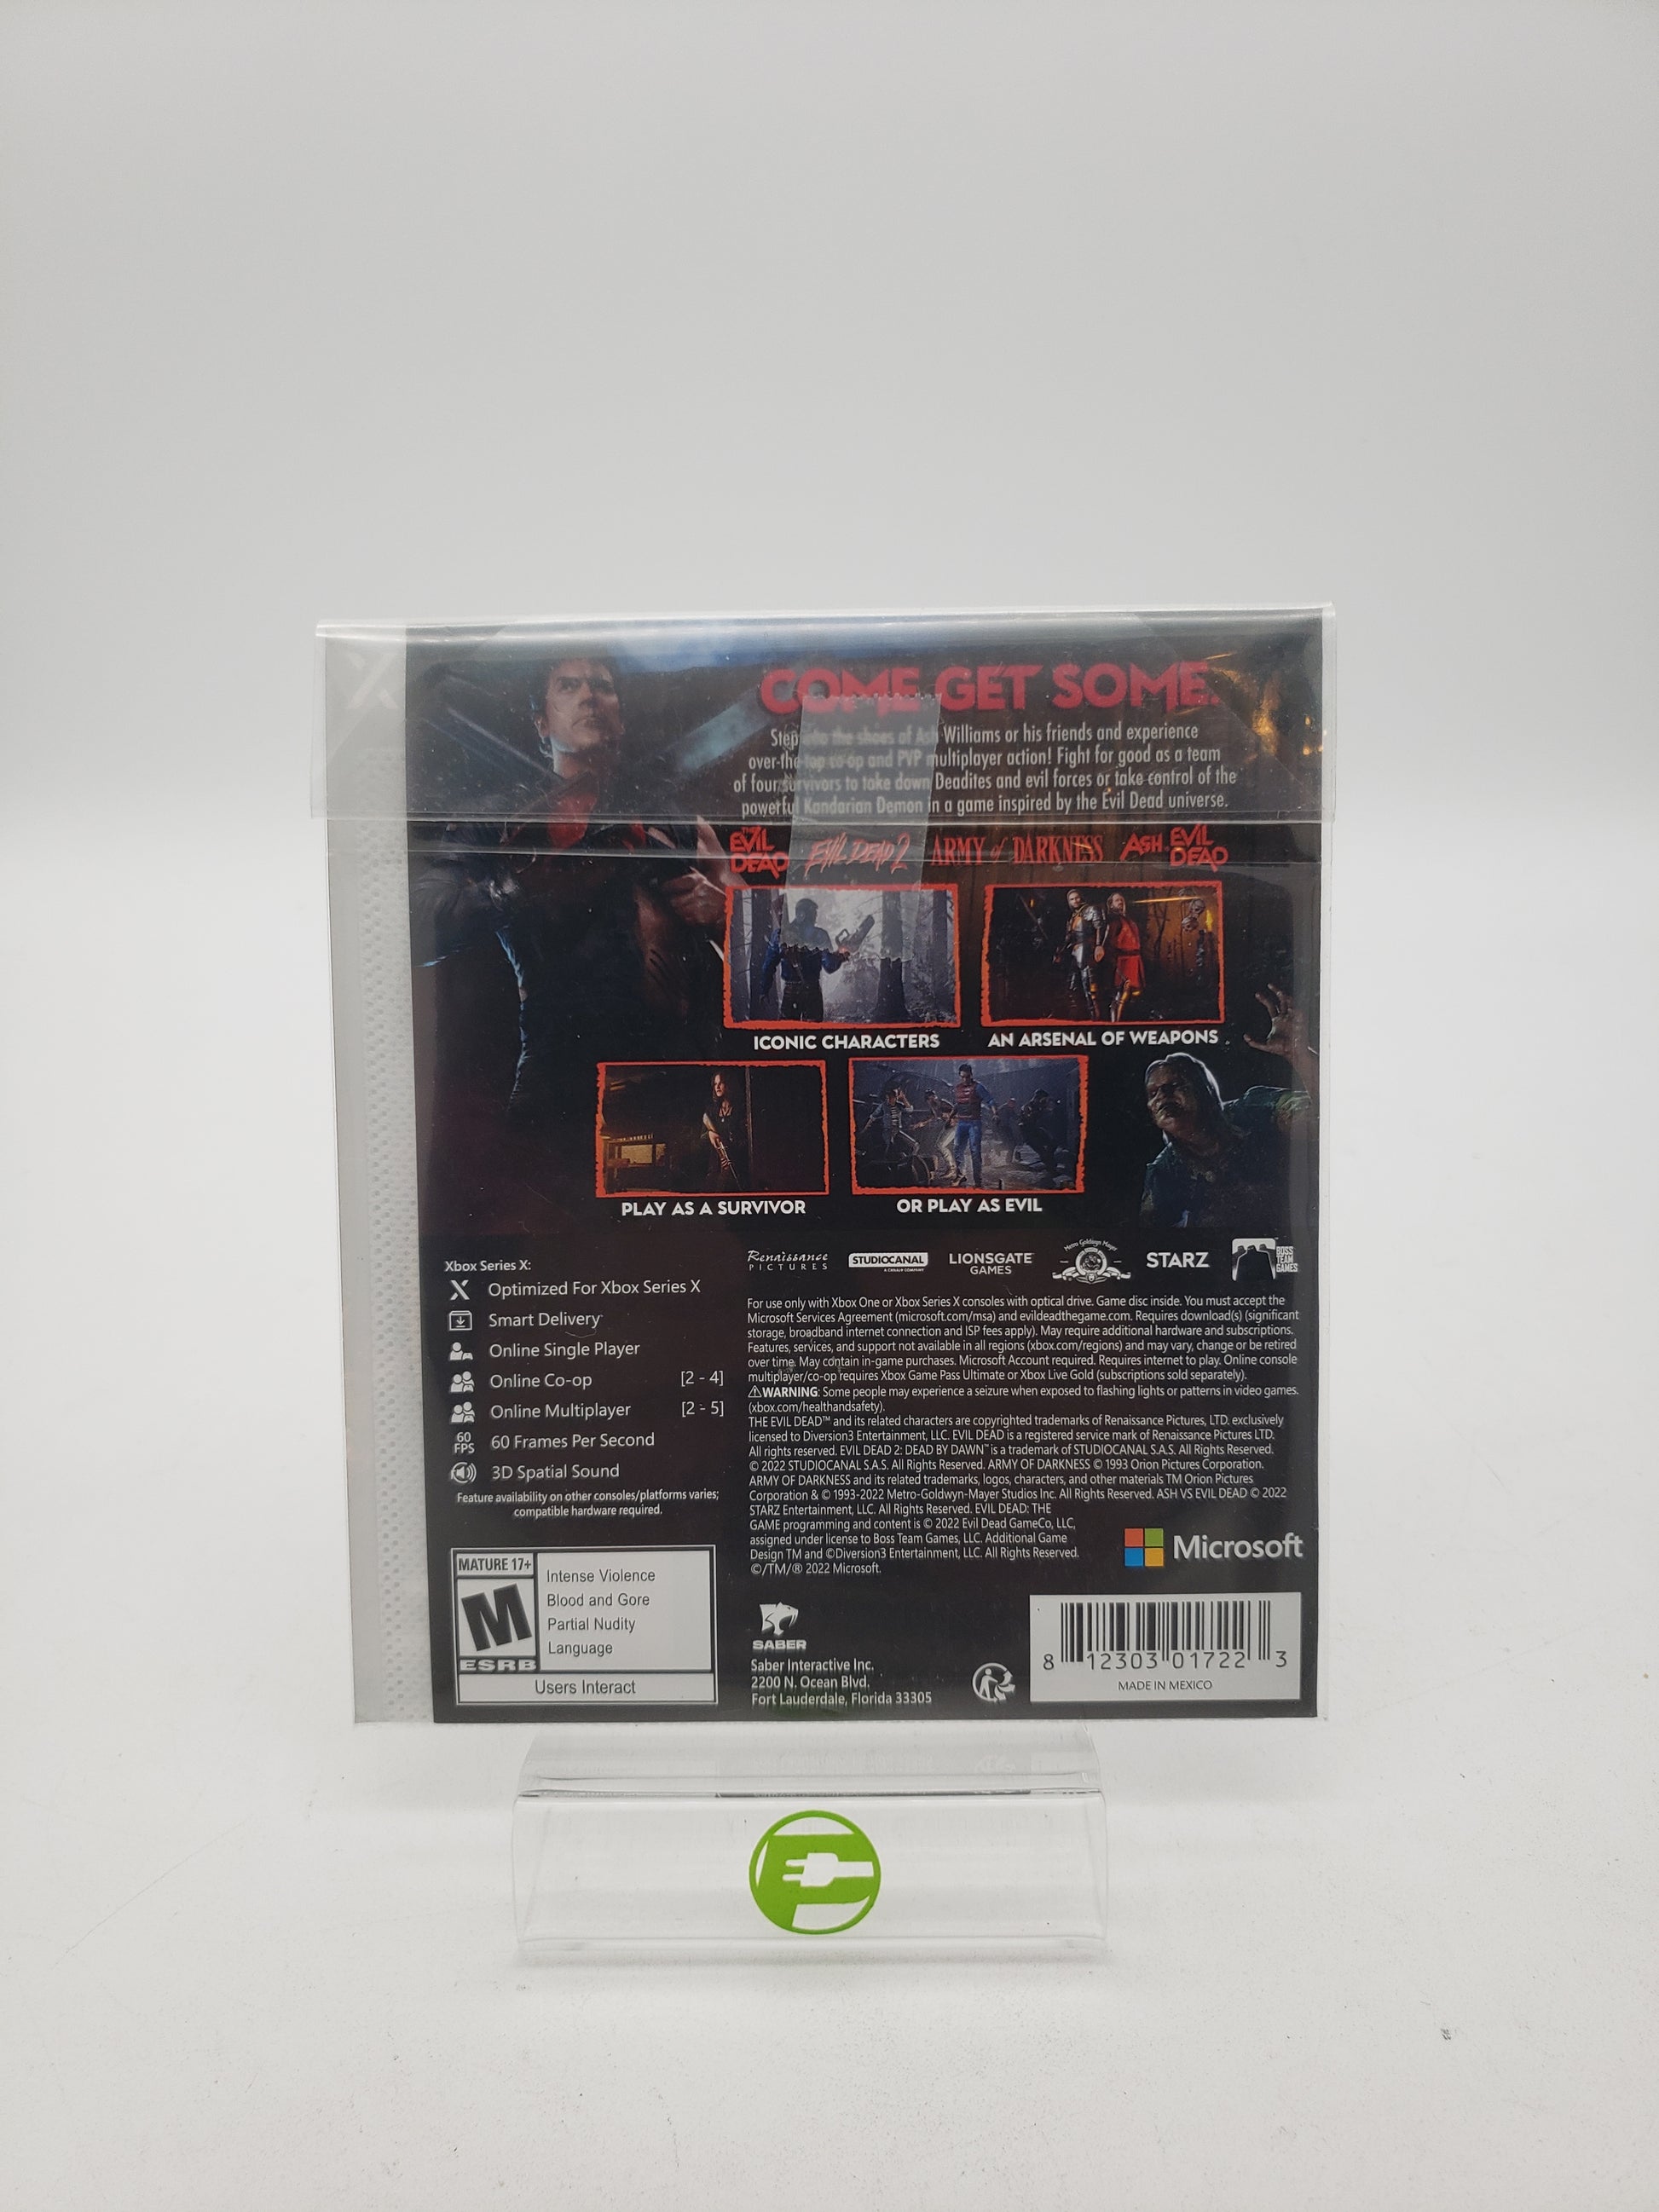 COME GET SOME.
Step into the shoes of Ash Williams or his friends and experience
over-the-top co-op and PVP multiplayer action! Fight for good as a team
of four survivors to take down Deadites and evil forces or take control of the
powerful Kandarian Demon in a game inspired by the Evil Dead universe.
THE EVIL DEAD EVIL DEAD 2 ARMY of DARKNESS ASH vs EVIL DEAD
ICONIC CHARACTERS
AN ARSENAL OF WEAPONS
PLAY AS A SURVIVOR
OR PLAY AS EVIL
Xbox Series X:
Optimized For Xbox Series X
Smart Delivery
Online Single Player
Online Co-op [2 - 4]
Online Multiplayer [2 - 5]
60 FPS 60 Frames Per Second
3D Spatial Sound
Feature availability on other consoles/platforms varies;
compatible hardware required.
MATURE 17+
M
ESRB
Intense Violence
Blood and Gore
Partial Nudity
Language
Users Interact
Renaissance PICTURES
STUDIOCANAL
A CANAL+ COMPANY
LIONSGATE GAMES
Metro Goldwyn Mayer
STARZ
BOSS TEAM GAMES
For use only with Xbox One or Xbox Series X consoles with optical drive. Game disc inside. You must accept the
Microsoft Services Agreement (microsoft.com/msa) and evildeadthegame.com. Requires download(s) (significant
storage, broadband internet connection and ISP fees apply). May require additional hardware and subscriptions.
Features, services, and support not available in all regions (xbox.com/regions) and may vary, change or be retired
over time. May contain in-game purchases. Microsoft Account required. Requires internet to play. Online console
multiplayer/co-op requires Xbox Game Pass Ultimate or Xbox Live Gold (subscriptions sold separately).
⚠WARNING: Some people may experience a seizure when exposed to flashing lights or patterns in video games.
(xbox.com/healthandsafety).
THE EVIL DEAD™ and its related characters are copyrighted trademarks of Renaissance Pictures, LTD. exclusively
licensed to Diversion3 Entertainment, LLC. EVIL DEAD is a registered service mark of Renaissance Pictures LTD.
All rights reserved. EVIL DEAD 2: DEAD BY DAWN™ is a trademark of STUDIOCANAL S.A.S. All Rights Reserved.
© 2022 STUDIOCANAL S.A.S. All Rights Reserved. ARMY OF DARKNESS © 1993 Orion Pictures Corporation.
ARMY OF DARKNESS and its related trademarks, logos, characters, and other materials TM Orion Pictures
Corporation & © 1993-2022 Metro-Goldwyn-Mayer Studios Inc. All Rights Reserved. ASH VS EVIL DEAD © 2022
STARZ Entertainment, LLC. All Rights Reserved. EVIL DEAD: THE
GAME programming and content is © 2022 Evil Dead GameCo, LLC,
assigned under license to Boss Team Games, LLC. Additional Game
Design TM and ©Diversion3 Entertainment, LLC. All Rights Reserved.
©/TM/® 2022 Microsoft.
Microsoft
SABER
Saber Interactive Inc.
2200 N. Ocean Blvd.
Fort Lauderdale, Florida 33305
8 12303 01722 3
MADE IN MEXICO